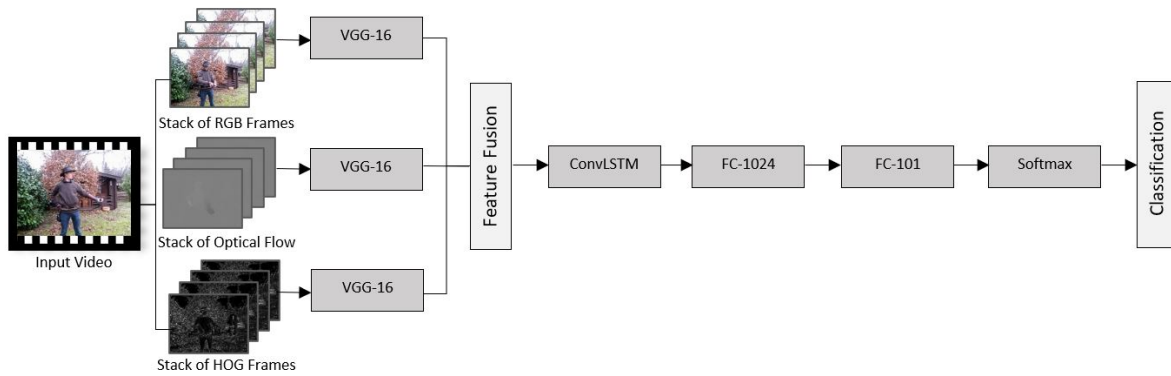 Input Video
Stack of RGB Frames
Stack of Optical Flow
Stack of HOG Frames
VGG-16
VGG-16
VGG-16
Feature Fusion
ConvLSTM
FC-1024
FC-101
Softmax
Classification